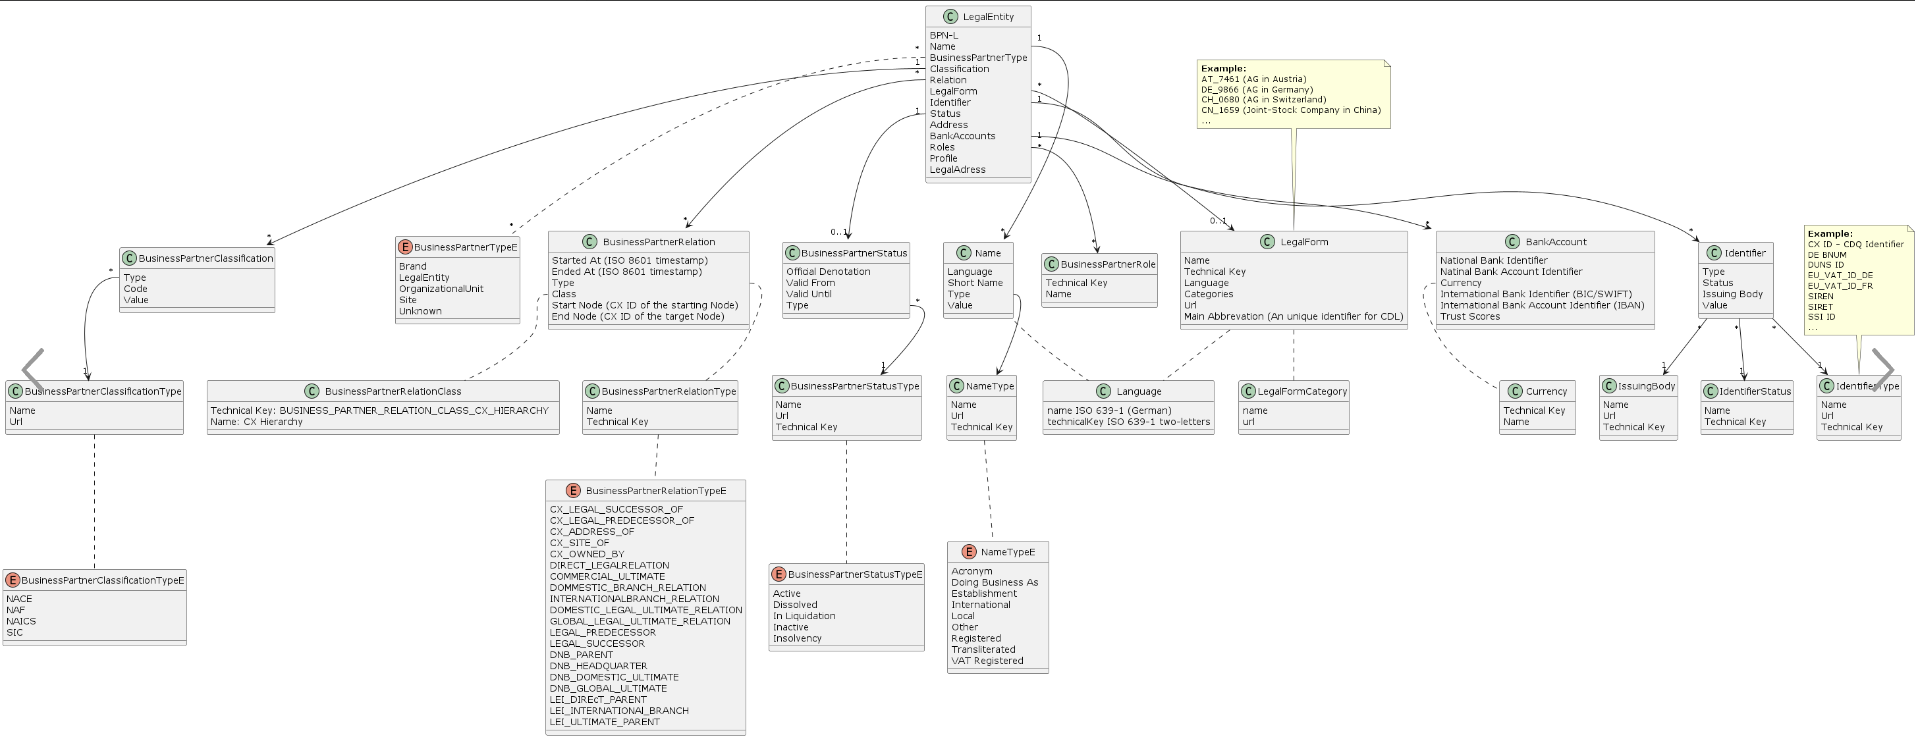 C LegalEntity
BPN-L
Name
BusinessPartnerType
Classification
Relation
LegalForm
Identifier
Status
Address
BankAccounts
Roles
Profile
LegalAdress
1
*
1
*
1
*
1
1
*
Example:
AT_7461 (AG in Austria)
DE_9866 (AG in Germany)
CH_0680 (AG in Switzerland)
CN_1659 (Joint-Stock Company in China)
...
*
*
*
0..1
*
*
0..1
*
*
C BusinessPartnerClassification
Type
Code
Value
E BusinessPartnerTypeE
Brand
LegalEntity
OrganizationalUnit
Site
Unknown
C BusinessPartnerRelation
Started At (ISO 8601 timestamp)
Ended At (ISO 8601 timestamp)
Type
Class
Start Node (CX ID of the starting Node)
End Node (CX ID of the target Node)
C BusinessPartnerStatus
Official Denotation
Valid From
Valid Until
Type
C Name
Language
Short Name
Type
Value
C BusinessPartnerRole
Technical Key
Name
C LegalForm
Name
Technical Key
Language
Categories
Url
Main Abbrevation (An unique identifier for CDL)
C BankAccount
National Bank Identifier
Natinal Bank Account Identifier
Currency
International Bank Identifier (BIC/SWIFT)
International Bank Account Identifier (IBAN)
Trust Scores
C Identifier
Type
Status
Issuing Body
Value
Example:
CX ID - CDQ Identifier
DE BNUM
DUNS ID
EU_VAT_ID_DE
EU_VAT_ID_FR
SIREN
SIRET
SSI ID
...
*
1
*
1
*
*
*
1
1
1
C BusinessPartnerClassificationType
Name
Url
C BusinessPartnerRelationClass
Technical Key: BUSINESS_PARTNER_RELATION_CLASS_CX_HIERARCHY
Name: CX Hierarchy
C BusinessPartnerRelationType
Name
Technical Key
C BusinessPartnerStatusType
Name
Url
Technical Key
C NameType
Name
Url
Technical Key
C Language
name ISO 639-1 (German)
technicalKey ISO 639-1 two-letters
C LegalFormCategory
name
url
C Currency
Technical Key
Name
C IssuingBody
Name
Url
Technical Key
C IdentifierStatus
Name
Technical Key
C IdentifierType
Name
Url
Technical Key
E BusinessPartnerClassificationTypeE
NACE
NAF
NAICS
SIC
E BusinessPartnerRelationTypeE
CX_LEGAL_SUCCESSOR_OF
CX_LEGAL_PREDECESSOR_OF
CX_ADDRESS_OF
CX_SITE_OF
CX_OWNED_BY
DIRECT_LEGALRELATION
COMMERCIAL_ULTIMATE
DOMMESTIC_BRANCH_RELATION
INTERNATIONALBRANCH_RELATION
DOMESTIC_LEGAL_ULTIMATE_RELATION
GLOBAL_LEGAL_ULTIMATE_RELATION
LEGAL_PREDECESSOR
LEGAL_SUCCESSOR
DNB_PARENT
DNB_HEADQUARTER
DNB_DOMESTIC_ULTIMATE
DNB_GLOBAL_ULTIMATE
LEI_DIREcT_PARENT
LEI_INTERNATIONAl_BRANCH
LEI_ULTIMATE_PARENT
E BusinessPartnerStatusTypeE
Active
Dissolved
In Liquidation
Inactive
Insolvency
E NameTypeE
Acronym
Doing Business As
Establishment
International
Local
Other
Registered
Transliterated
VAT Registered